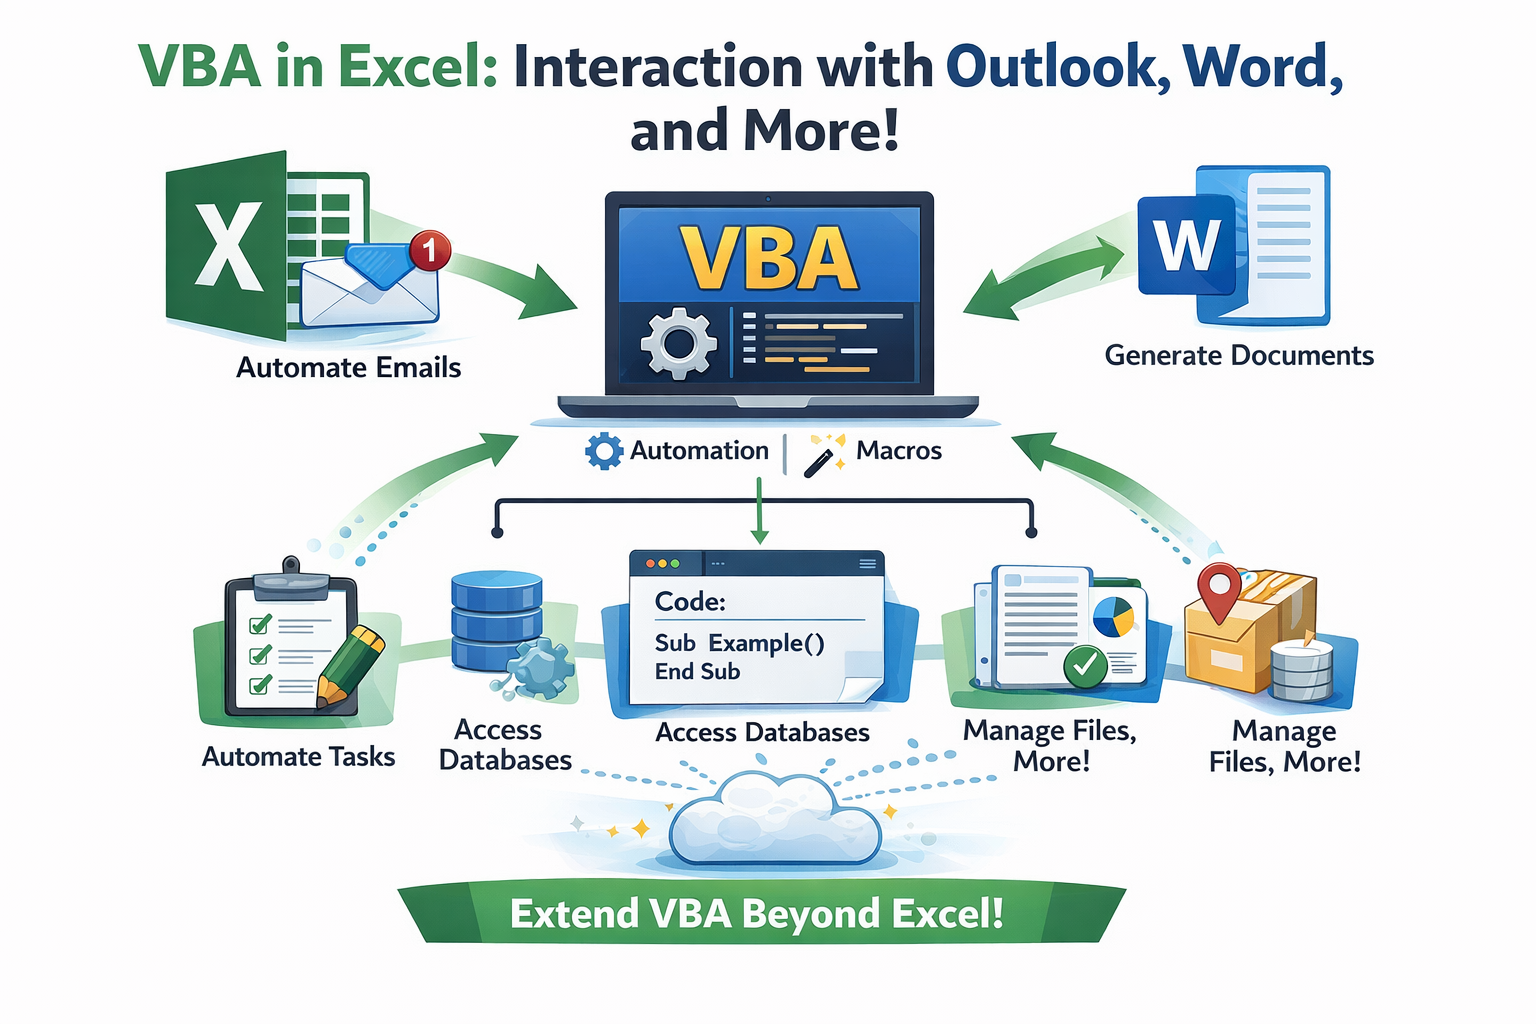 VBA in Excel: Interaction with Outlook, Word,
and More!
X
1
Automate Emails
VBA
W
Generate Documents
Automation | Macros
Code:
Sub Example()
End Sub
Automate Tasks
Access
Databases
Access Databases
Manage Files,
More!
Manage
Files, More!
Extend VBA Beyond Excel!